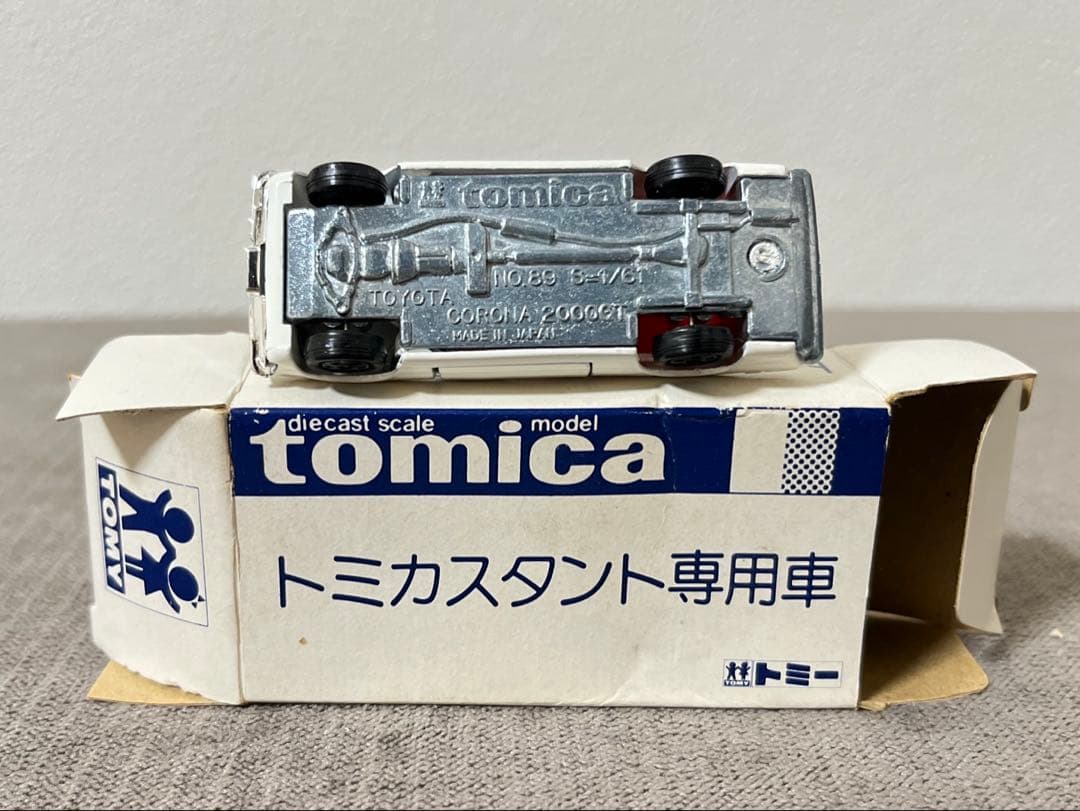 tomica
NO.89 S=1/61
TOYOTA
CORONA 2000GT
MADE IN JAPAN
diecast scale model
tomica
TOMY
トミカスタント専用車
TOMY
トミー